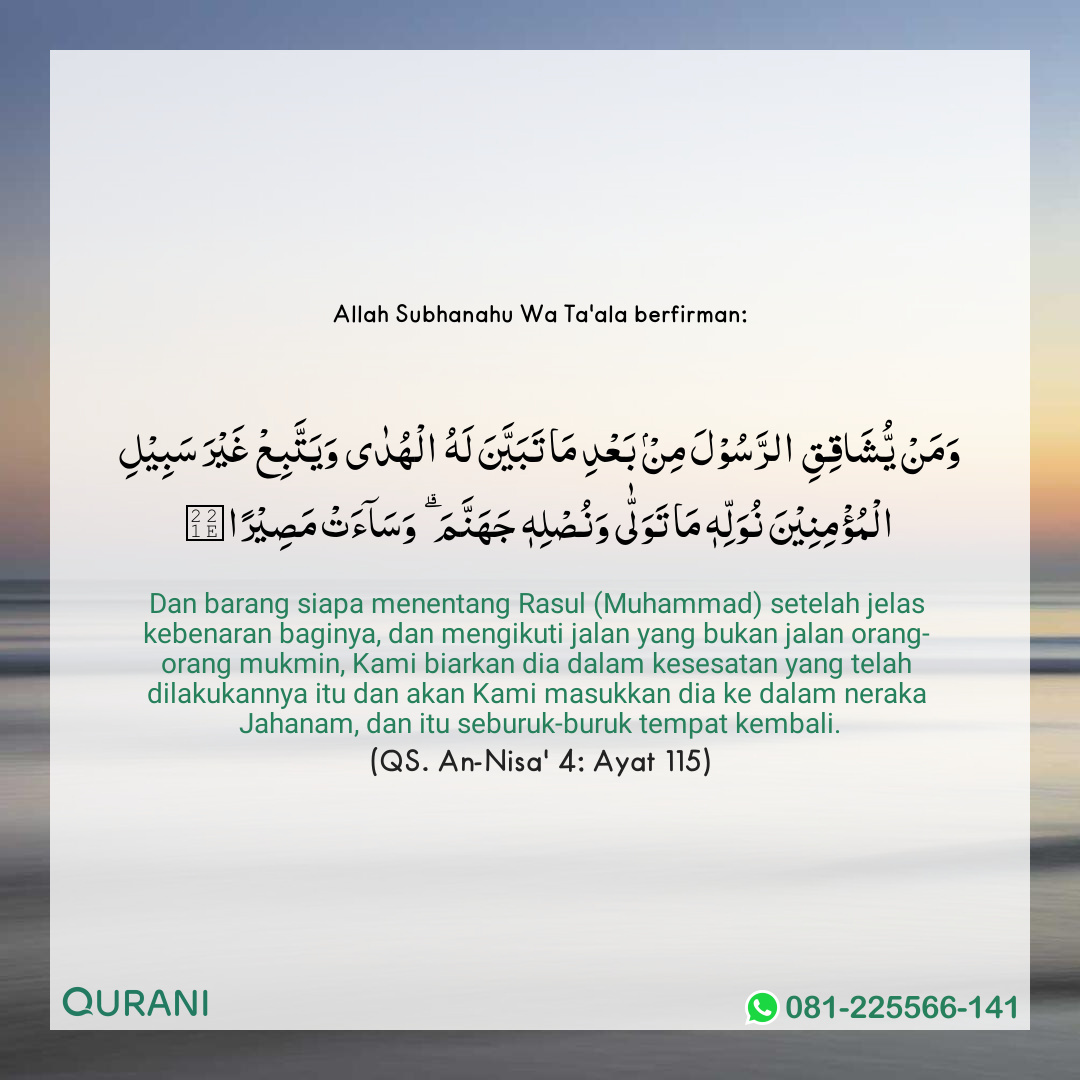 Allah Subhanahu Wa Ta'ala berfirman:
وَمَنْ يُّشَاقِقِ الرَّسُوْلَ مِنْۢ بَعْدِ مَا تَبَيَّنَ لَهُ الْهُدٰى وَيَتَّبِعْ غَيْرَ سَبِيْلِ
الْمُؤْمِنِيْنَ نُوَلِّهٖ مَا تَوَلّٰى وَنُصْلِهٖ جَهَنَّمَ ۗ وَسَآءَتْ مَصِيْرًا
Dan barang siapa menentang Rasul (Muhammad) setelah jelas
kebenaran baginya, dan mengikuti jalan yang bukan jalan orang-
orang mukmin, Kami biarkan dia dalam kesesatan yang telah
dilakukannya itu dan akan Kami masukkan dia ke dalam neraka
Jahanam, dan itu seburuk-buruk tempat kembali.
(QS. An-Nisa' 4: Ayat 115)
QURANI
081-225566-141